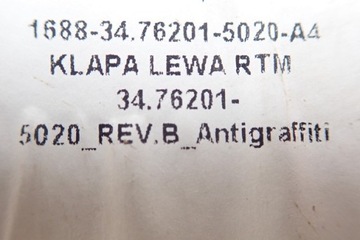 1688-34.76201-5020-A4
KLAPA LEWA RTM
34.76201-
5020_REV.B_Antigraffiti